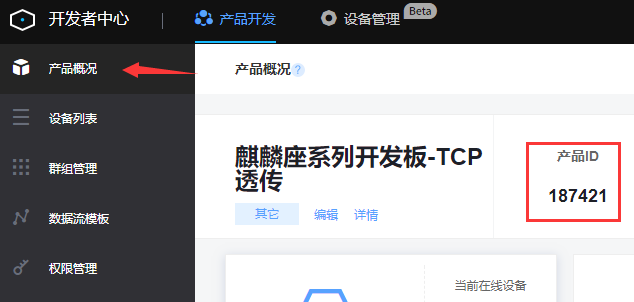 开发者中心 产品开发 设备管理 Beta
产品概况
设备列表
群组管理
数据流模板
权限管理
产品概况 ?
麒麟座系列开发板-TCP
透传
其它 编辑 详情
产品ID
187421
当前在线设备